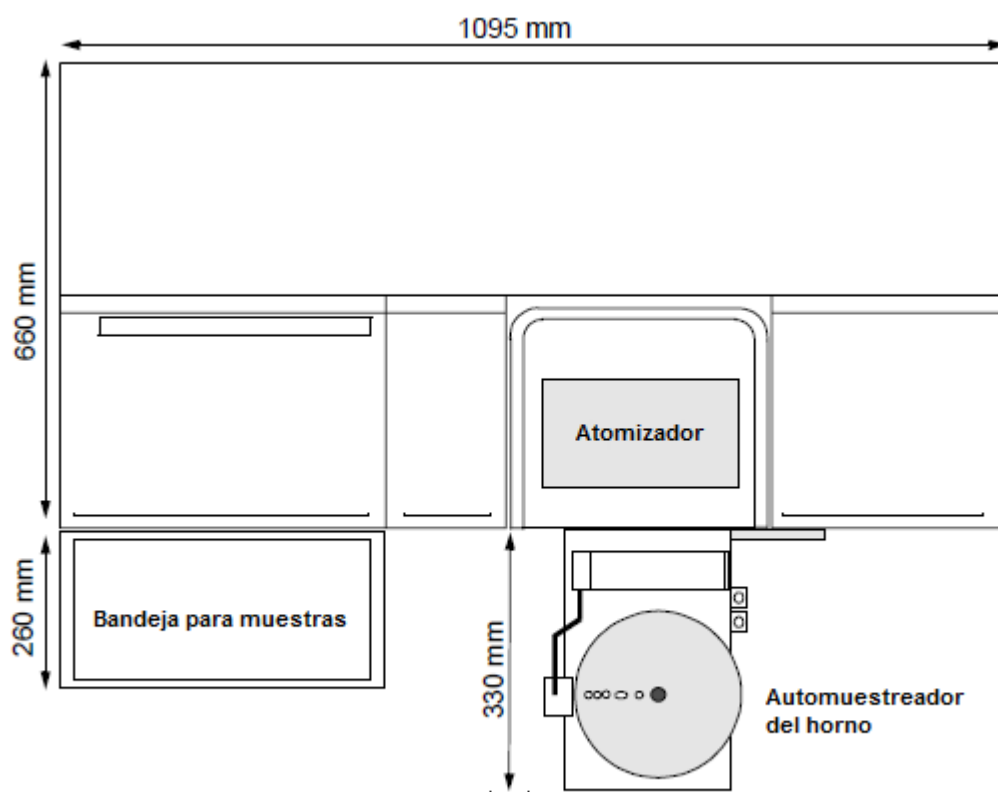 1095 mm
660 mm
Atomizador
260 mm
Bandeja para muestras
330 mm
Automuestreador
del horno